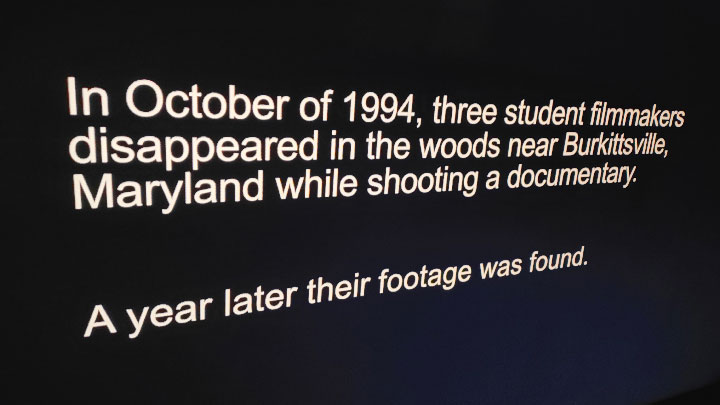 In October of 1994, three student filmmakers
disappeared in the woods near Burkittsville,
Maryland while shooting a documentary.
A year later their footage was found.